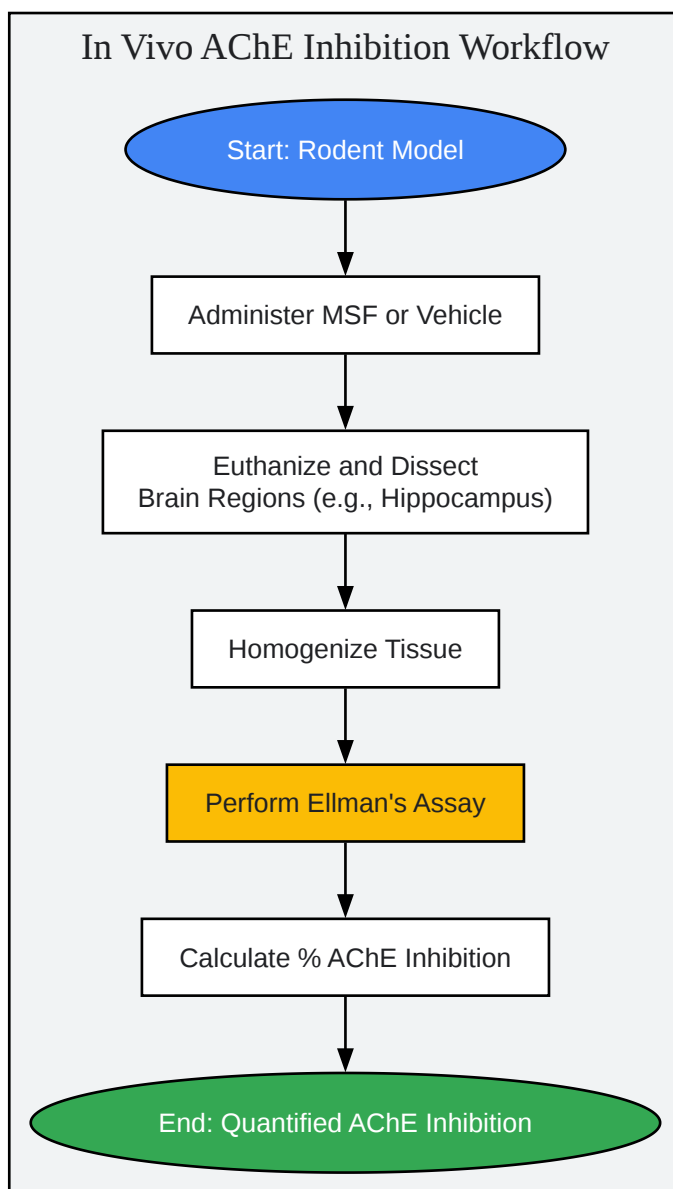 In Vivo AChE Inhibition Workflow
Start: Rodent Model
Administer MSF or Vehicle
Euthanize and Dissect
Brain Regions (e.g., Hippocampus)
Homogenize Tissue
Perform Ellman's Assay
Calculate % AChE Inhibition
End: Quantified AChE Inhibition